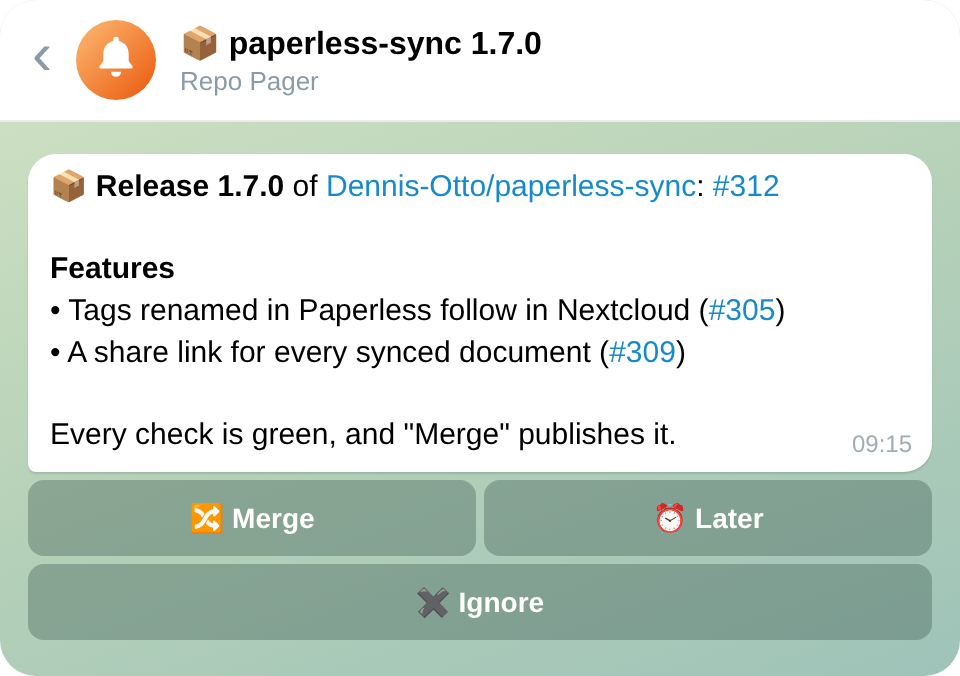 📦 paperless-sync 1.7.0
Repo Pager
📦 Release 1.7.0 of Dennis-Otto/paperless-sync: #312
Features
• Tags renamed in Paperless follow in Nextcloud (#305)
• A share link for every synced document (#309)
Every check is green, and "Merge" publishes it.
09:15
🔀 Merge
⏰ Later
✖️ Ignore